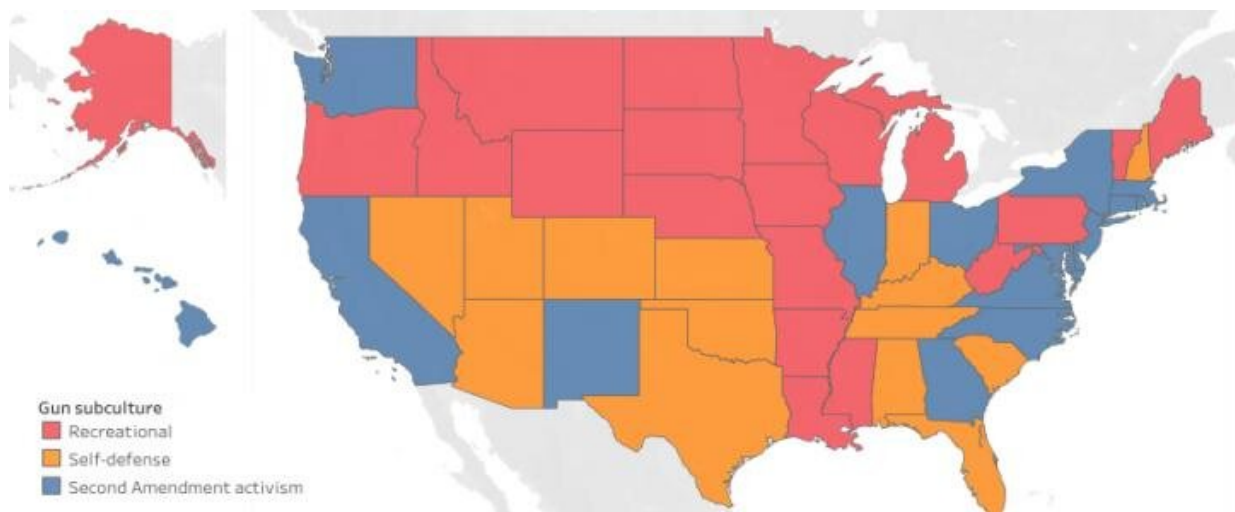 Gun subculture
Recreational
Self-defense
Second Amendment activism